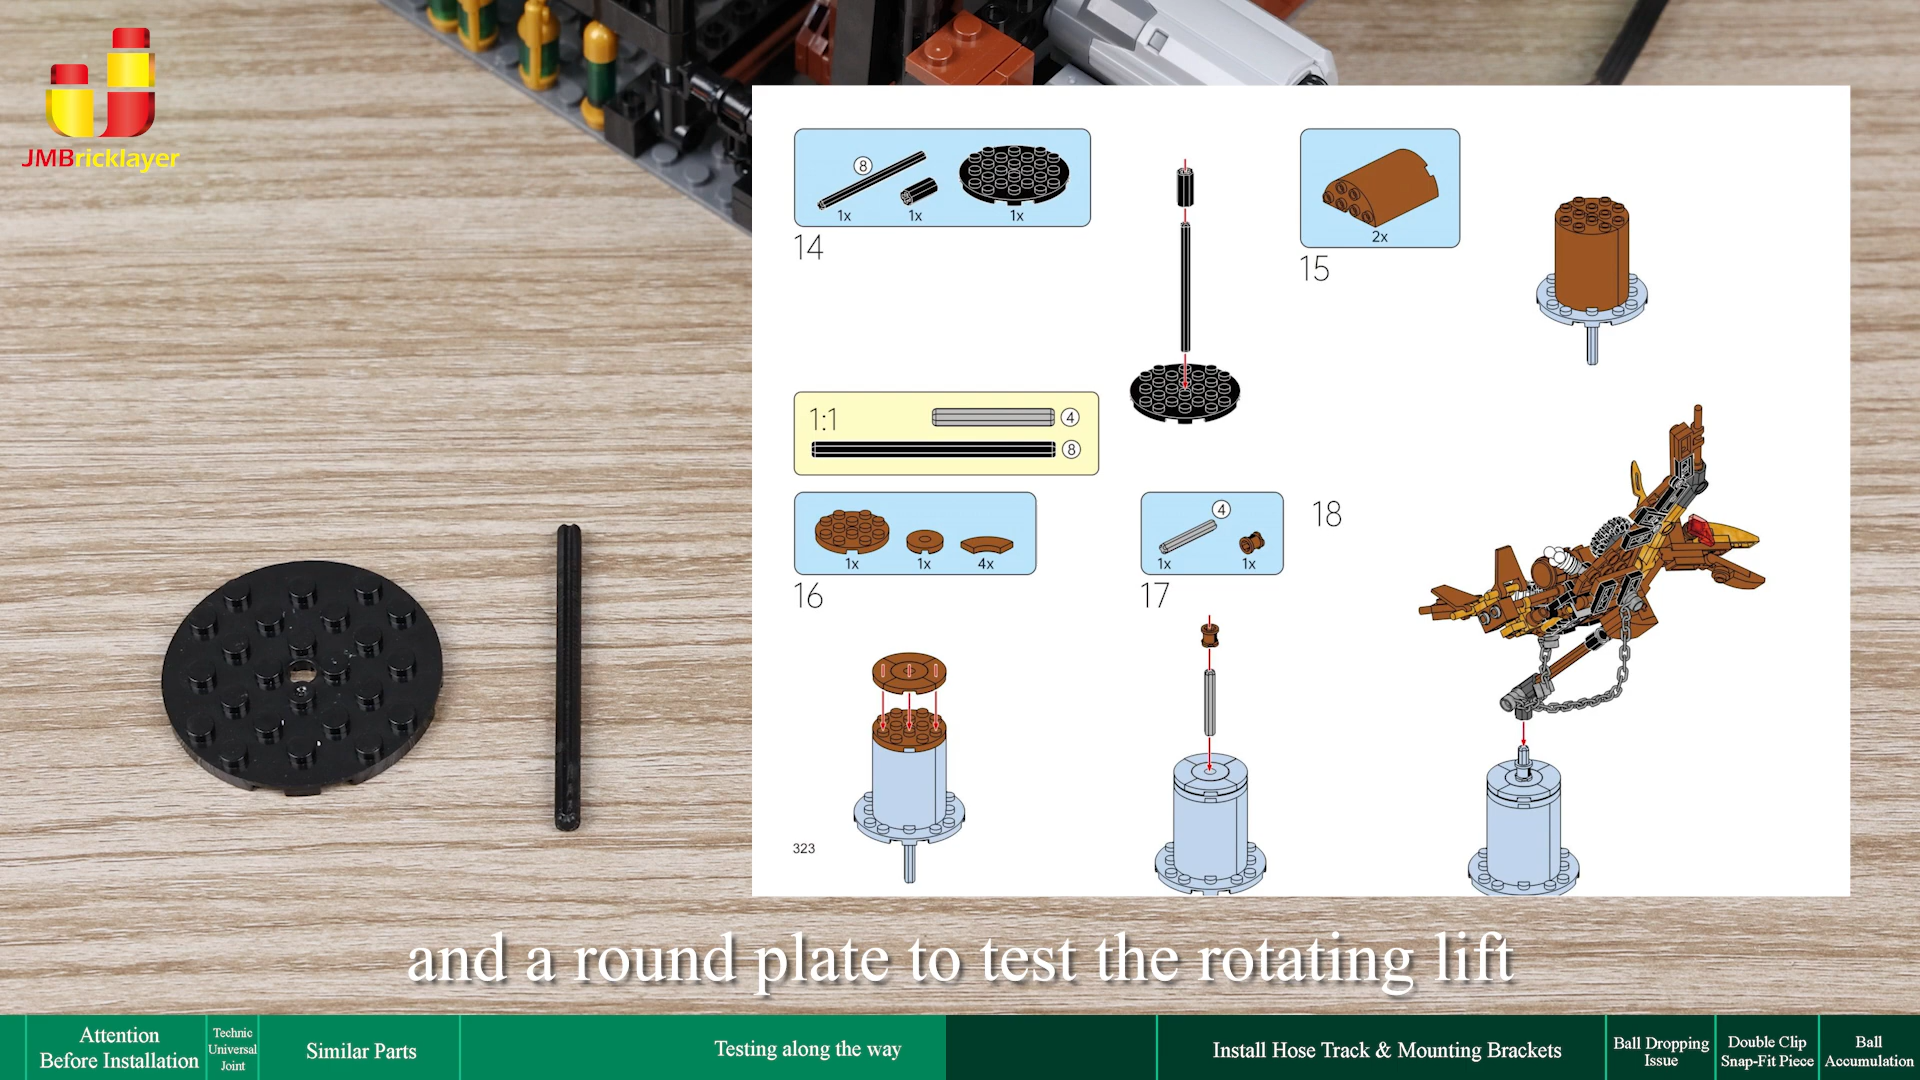 JMBricklayer
8
1x
1x
1x
14
2x
15
1:1
4
8
1x
1x
4x
16
4
1x
1x
17
18
323
and a round plate to test the rotating lift
Attention
Before Installation
Technic
Universal
Joint
Similar Parts
Testing along the way
Install Hose Track & Mounting Brackets
Ball Dropping
Issue
Double Clip
Snap-Fit Piece
Ball
Accumulation